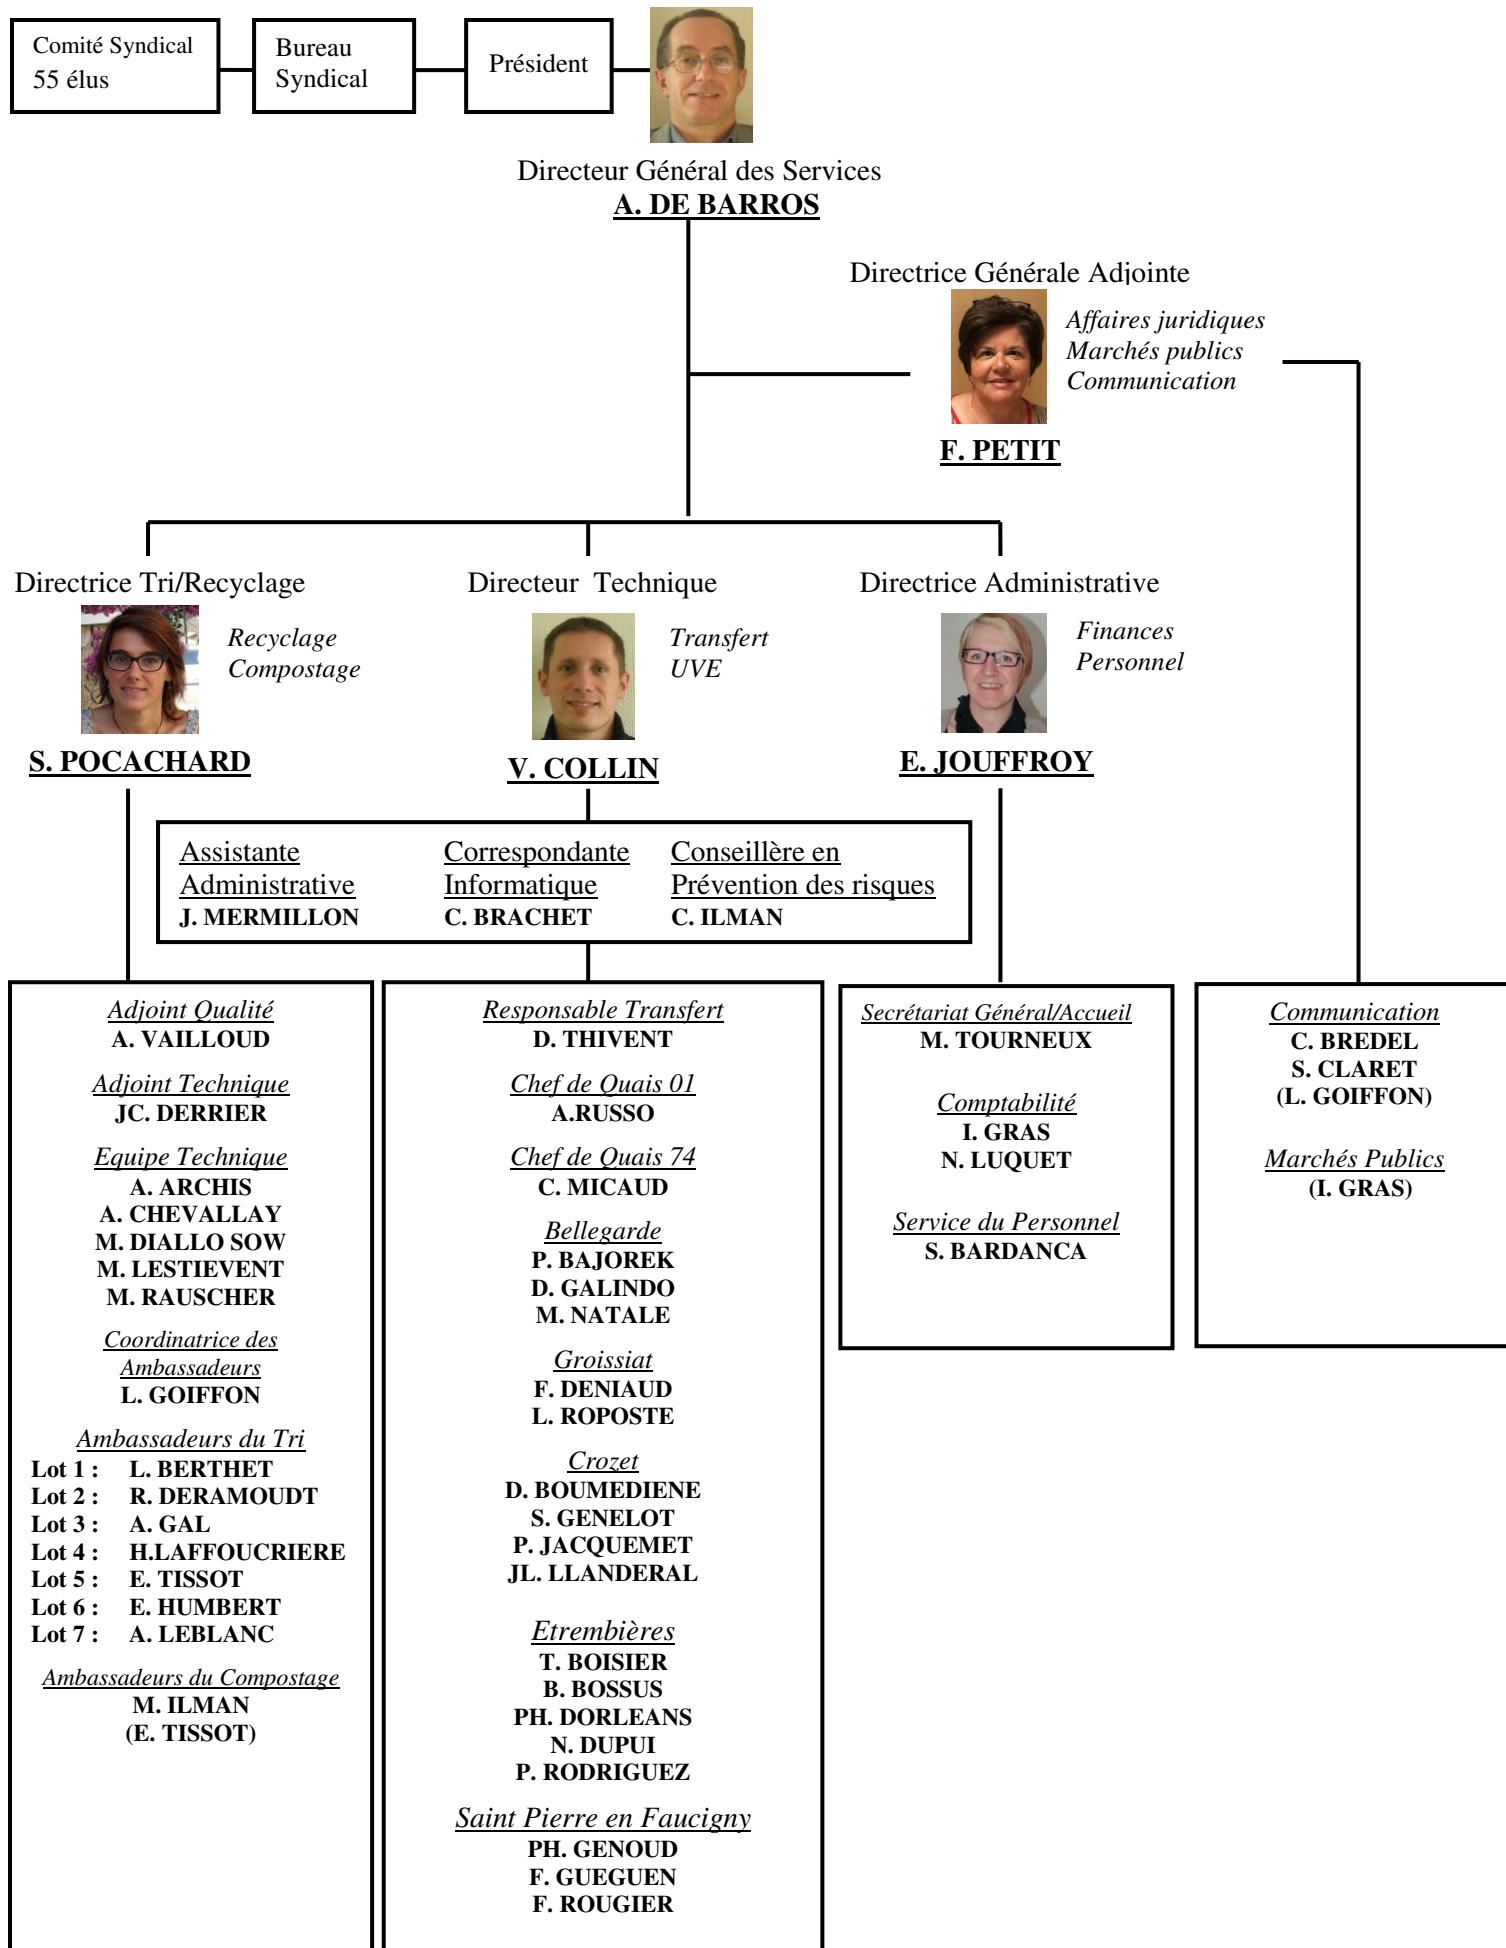 Comité Syndical
55 élus
Bureau
Syndical
Président
Directeur Général des Services
A. DE BARROS
Directrice Générale Adjointe
Affaires juridiques
Marchés publics
Communication
F. PETIT
Directrice Tri/Recyclage
Recyclage
Compostage
S. POCACHARD
Directeur Technique
Transfert
UVE
V. COLLIN
Directrice Administrative
Finances
Personnel
E. JOUFFROY
Assistante
Administrative
J. MERMILLON
Correspondante
Informatique
C. BRACHET
Conseillère en
Prévention des risques
C. ILMAN
Adjoint Qualité
A. VAILLOUD
Adjoint Technique
JC. DERRIER
Equipe Technique
A. ARCHIS
A. CHEVALLAY
M. DIALLO SOW
M. LESTIEVENT
M. RAUSCHER
Coordinatrice des
Ambassadeurs
L. GOIFFON
Ambassadeurs du Tri
Lot 1 : L. BERTHET
Lot 2 : R. DERAMOUDT
Lot 3 : A. GAL
Lot 4 : H.LAFFOUCRIERE
Lot 5 : E. TISSOT
Lot 6 : E. HUMBERT
Lot 7 : A. LEBLANC
Ambassadeurs du Compostage
M. ILMAN
(E. TISSOT)
Responsable Transfert
D. THIVENT
Chef de Quais 01
A.RUSSO
Chef de Quais 74
C. MICAUD
Bellegarde
P. BAJOREK
D. GALINDO
M. NATALE
Groissiat
F. DENIAUD
L. ROPOSTE
Crozet
D. BOUMEDIENE
S. GENELOT
P. JACQUEMET
JL. LLANDERAL
Etrembières
T. BOISIER
B. BOSSUS
PH. DORLEANS
N. DUPUI
P. RODRIGUEZ
Saint Pierre en Faucigny
PH. GENOUD
F. GUEGUEN
F. ROUGIER
Secrétariat Général/Accueil
M. TOURNEUX
Comptabilité
I. GRAS
N. LUQUET
Service du Personnel
S. BARDANCA
Communication
C. BREDEL
S. CLARET
(L. GOIFFON)
Marchés Publics
(I. GRAS)